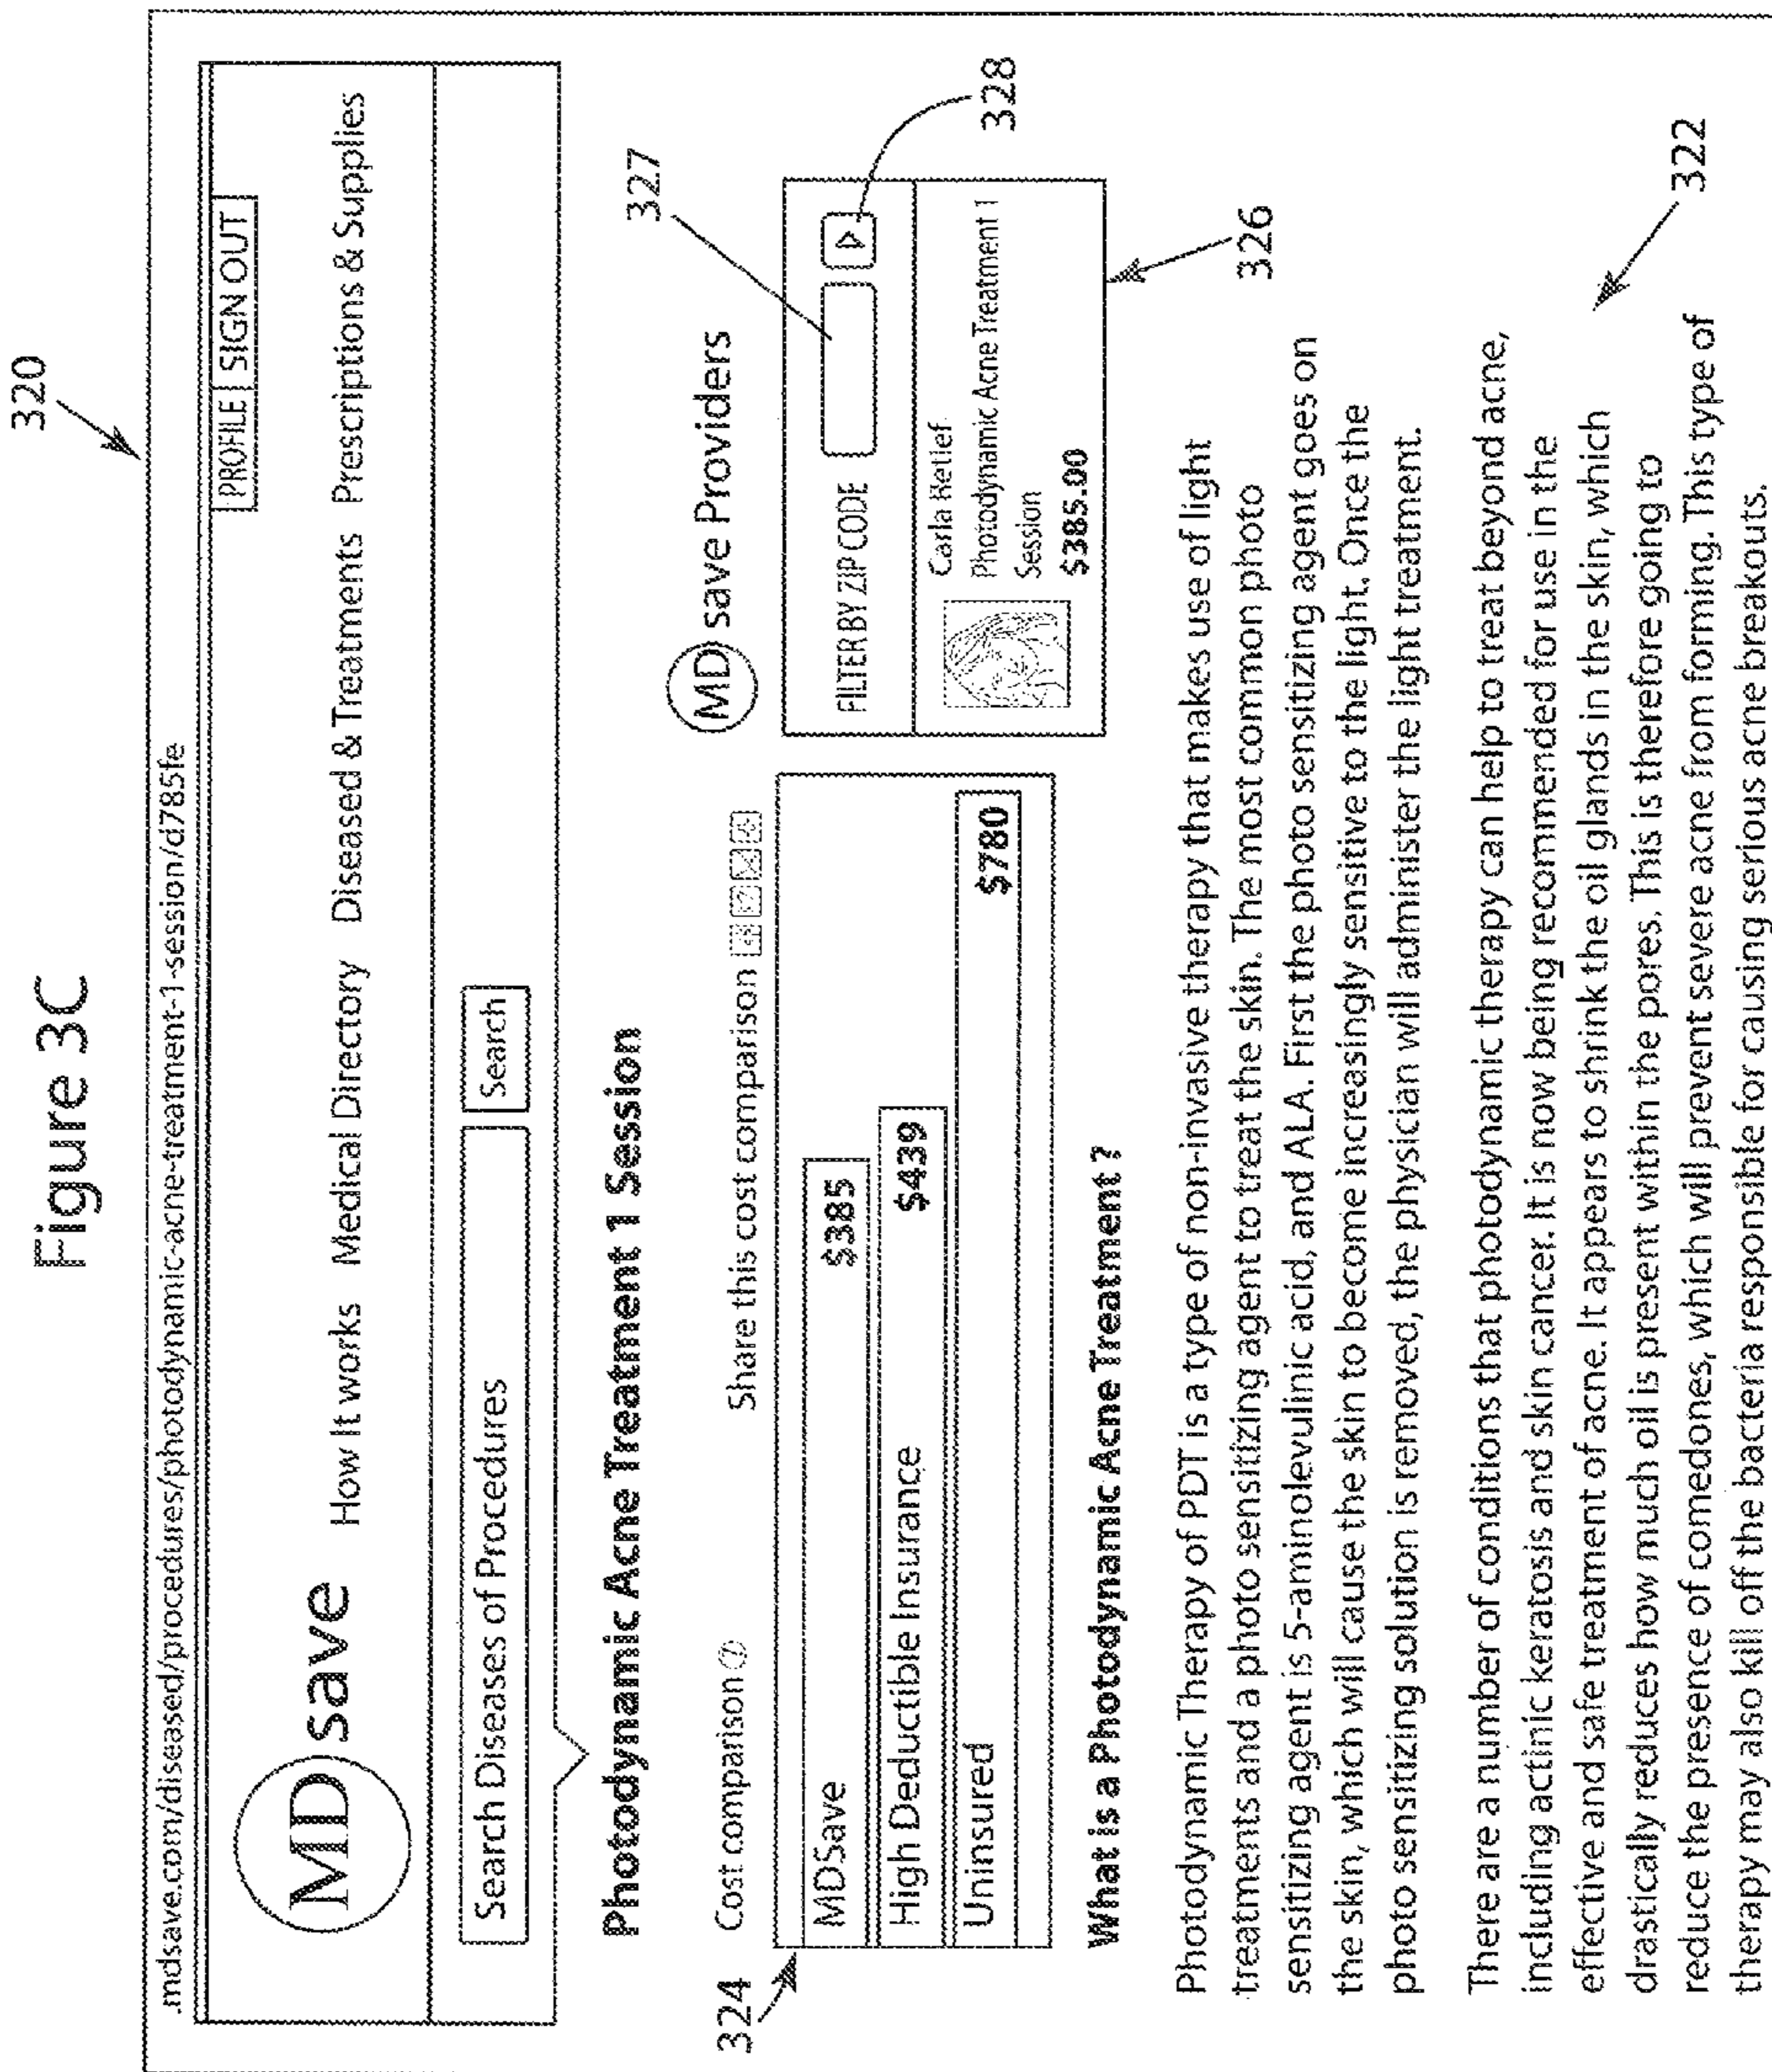 Figure 3C
320
.mdsave.com/diseased/procedures/photodynamic-acne-treatment-1-session/d785fe
PROFILE SIGN OUT
MD save How It works Medical Directory Diseased & Treatments Prescriptions & Supplies
Search Diseases of Procedures Search
Photodynamic Acne Treatment 1 Session
324
Cost comparison ? Share this cost comparison
MDSave $385
High Deductible Insurance $439
Uninsured $780
MD save Providers
327
FILTER BY ZIP CODE
328
Carla Retief
Photodynamic Acne Treatment 1
Session
$385.00
326
What is a Photodynamic Acne Treatment?
Photodynamic Therapy of PDT is a type of non-invasive therapy that makes use of light
treatments and a photo sensitizing agent to treat the skin. The most common photo
sensitizing agent is 5-aminolevulinic acid, and ALA. First the photo sensitizing agent goes on
the skin, which will cause the skin to become increasingly sensitive to the light. Once the
photo sensitizing solution is removed, the physician will administer the light treatment.
There are a number of conditions that photodynamic therapy can help to treat beyond acne,
including actinic keratosis and skin cancer. It is now being recommended for use in the
effective and safe treatment of acne. It appears to shrink the oil glands in the skin, which
drastically reduces how much oil is present within the pores. This is therefore going to
reduce the presence of comedones, which will prevent severe acne from forming. This type of
therapy may also kill off the bacteria responsible for causing serious acne breakouts.
322